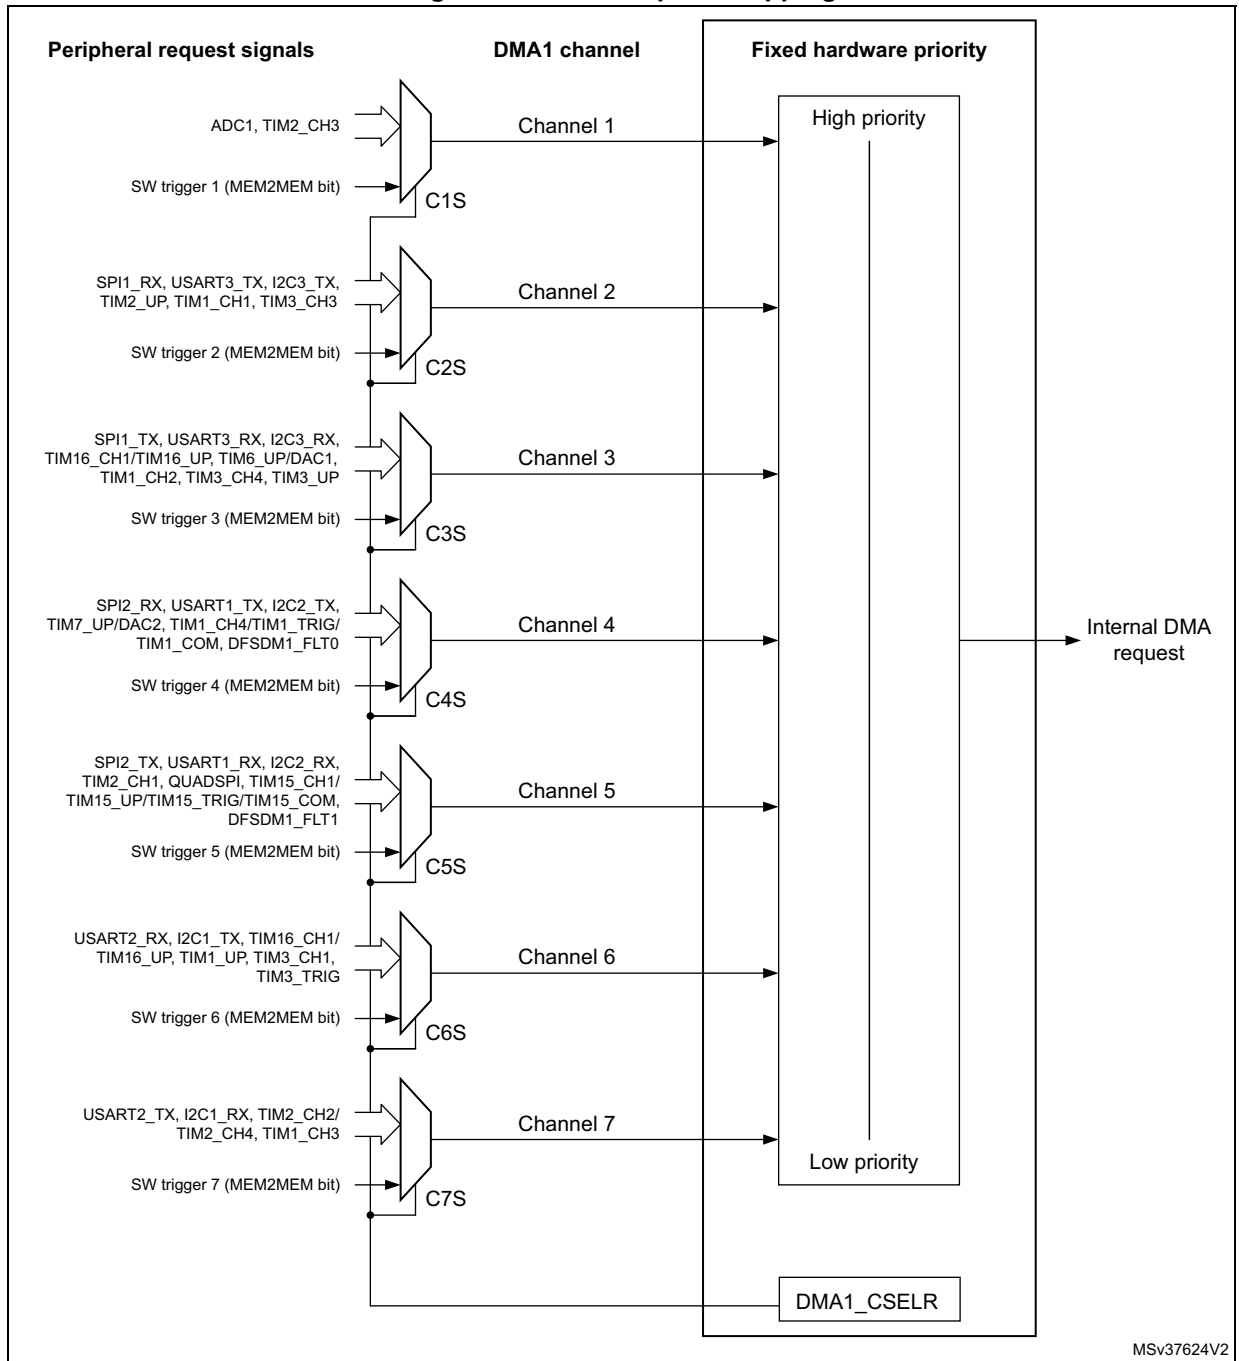 Peripheral request signals
DMA1 channel
Fixed hardware priority
High priority
ADC1, TIM2_CH3
Channel 1
SW trigger 1 (MEM2MEM bit)
C1S
SPI1_RX, USART3_TX, I2C3_TX,
TIM2_UP, TIM1_CH1, TIM3_CH3
Channel 2
SW trigger 2 (MEM2MEM bit)
C2S
SPI1_TX, USART3_RX, I2C3_RX,
TIM16_CH1/TIM16_UP, TIM6_UP/DAC1,
TIM1_CH2, TIM3_CH4, TIM3_UP
Channel 3
SW trigger 3 (MEM2MEM bit)
C3S
SPI2_RX, USART1_TX, I2C2_TX,
TIM7_UP/DAC2, TIM1_CH4/TIM1_TRIG/
TIM1_COM, DFSDM1_FLT0
Channel 4
Internal DMA
request
SW trigger 4 (MEM2MEM bit)
C4S
SPI2_TX, USART1_RX, I2C2_RX,
TIM2_CH1, QUADSPI, TIM15_CH1/
TIM15_UP/TIM15_TRIG/TIM15_COM,
DFSDM1_FLT1
Channel 5
SW trigger 5 (MEM2MEM bit)
C5S
USART2_RX, I2C1_TX, TIM16_CH1/
TIM16_UP, TIM1_UP, TIM3_CH1,
TIM3_TRIG
Channel 6
SW trigger 6 (MEM2MEM bit)
C6S
USART2_TX, I2C1_RX, TIM2_CH2/
TIM2_CH4, TIM1_CH3
Channel 7
Low priority
SW trigger 7 (MEM2MEM bit)
C7S
DMA1_CSELR
MSv37624V2